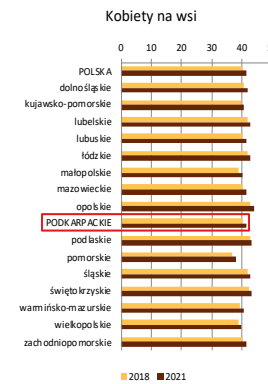 Kobiety na wsi
0 10 20 30 40
POLSKA
dolnośląskie
kujawsko-pomorskie
lubelskie
lubuskie
łódzkie
małopolskie
mazowieckie
opolskie
PODKARPACKIE
podlaskie
pomorskie
śląskie
świętokrzyskie
warmińsko-mazurskie
wielkopolskie
zachodniopomorskie
2018 2021